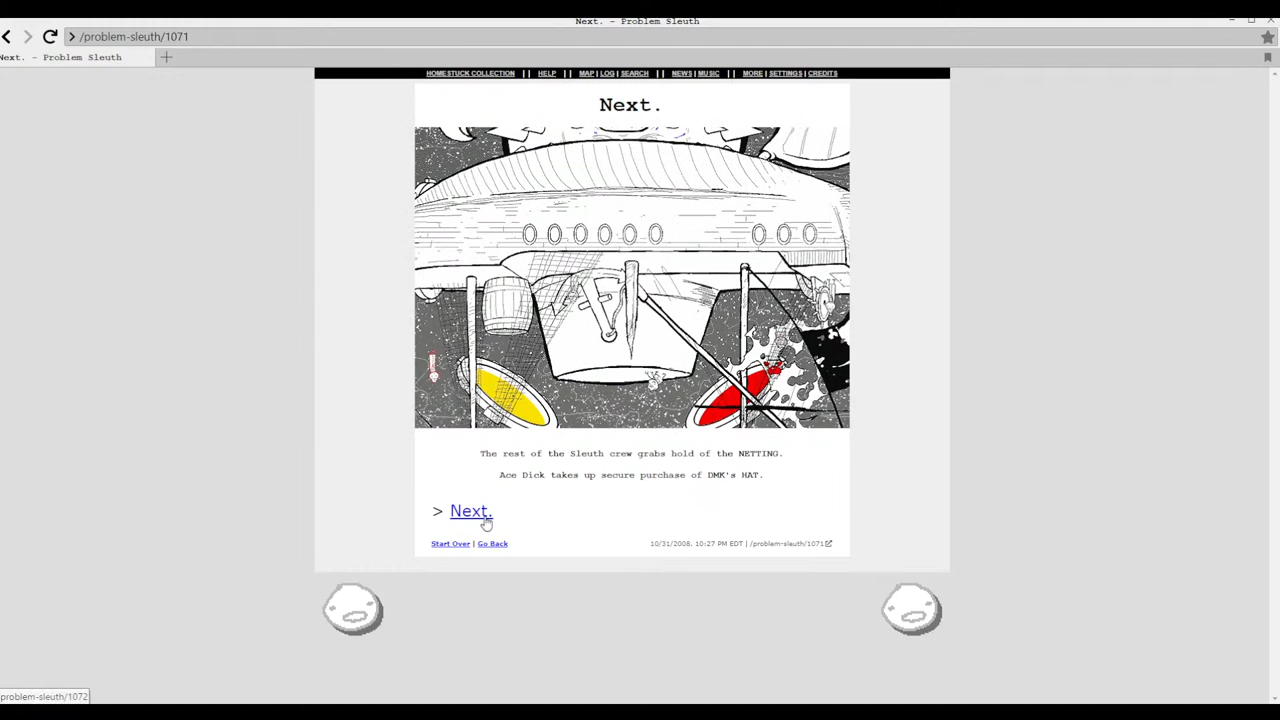 Next. - Problem Sleuth
/problem-sleuth/1071
Next. - Problem Sleuth
HOMESTUCK COLLECTION || HELP || MAP | LOG | SEARCH || NEWS | MUSIC || MORE | SETTINGS | CREDITS
Next.
The rest of the Sleuth crew grabs hold of the NETTING.
Ace Dick takes up secure purchase of DMK's HAT.
> Next.
Start Over | Go Back
10/31/2008, 10:27 PM EDT | /problem-sleuth/1071
problem-sleuth/1072